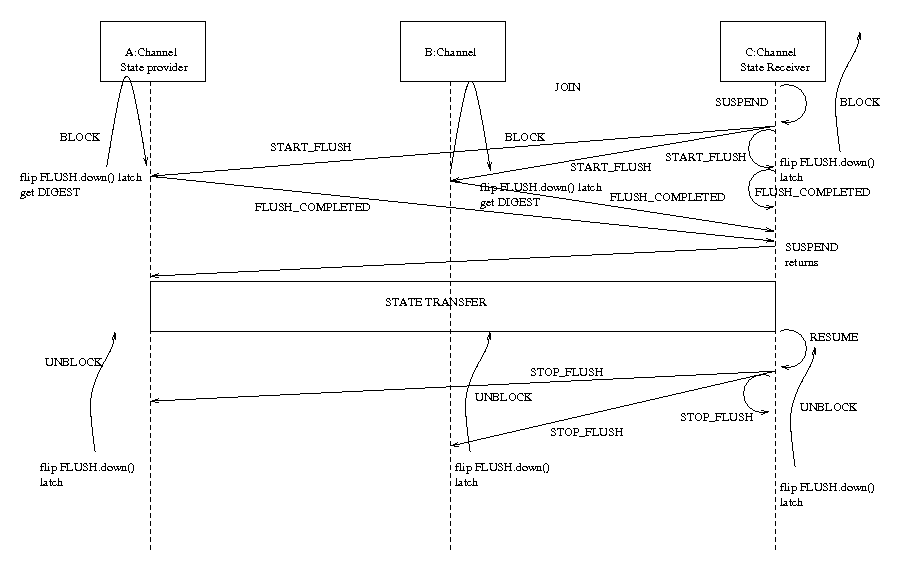 A:Channel
State provider
B:Channel
C:Channel
State Receiver
JOIN
SUSPEND
BLOCK
BLOCK
BLOCK
START_FLUSH
START_FLUSH
START_FLUSH
flip FLUSH.down()
latch
flip FLUSH.down() latch
get DIGEST
flip FLUSH.down() latch
get DIGEST
FLUSH_COMPLETED
FLUSH_COMPLETED
FLUSH_COMPLETED
SUSPEND
returns
STATE TRANSFER
RESUME
UNBLOCK
STOP_FLUSH
UNBLOCK
UNBLOCK
STOP_FLUSH
STOP_FLUSH
flip FLUSH.down()
latch
flip FLUSH.down()
latch
flip FLUSH.down()
latch